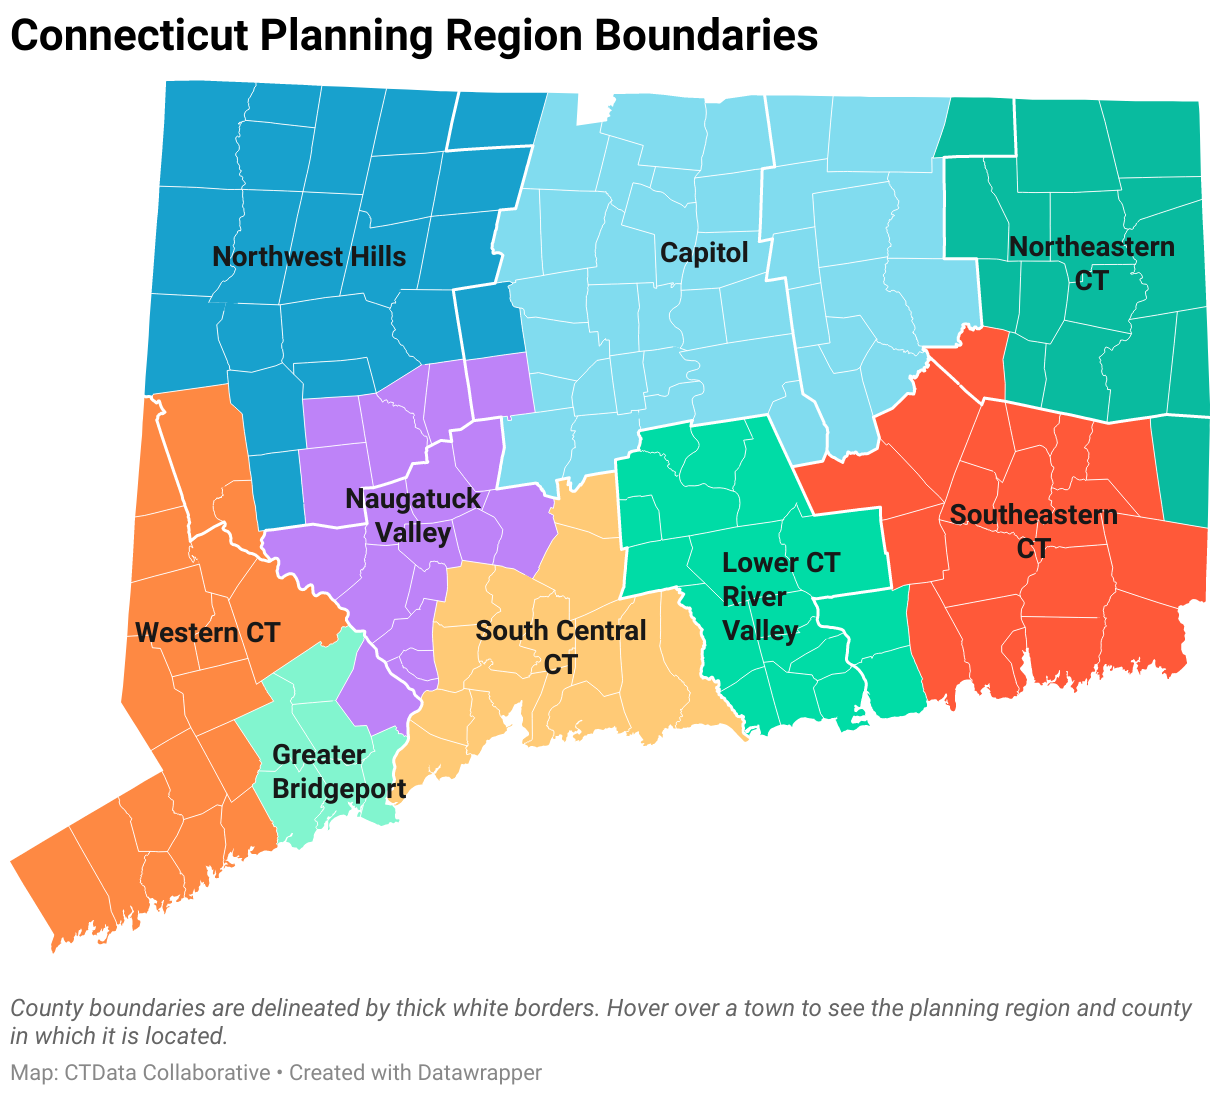 Connecticut Planning Region Boundaries
Northwest Hills
Capitol
Northeastern
CT
Naugatuck
Valley
Southeastern
CT
Lower CT
River
Valley
Western CT
South Central
CT
Greater
Bridgeport
County boundaries are delineated by thick white borders. Hover over a town to see the planning region and county
in which it is located.
Map: CTData Collaborative • Created with Datawrapper